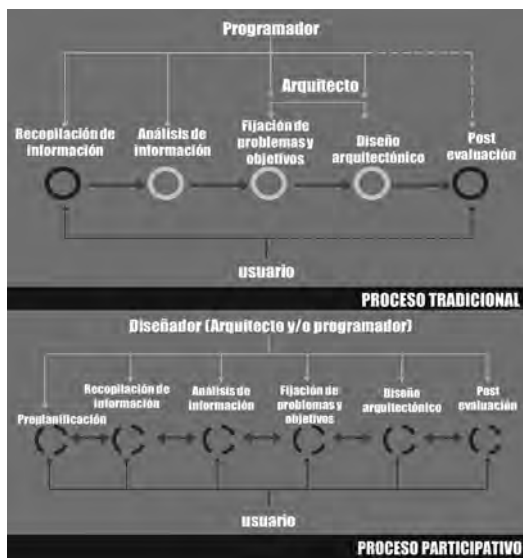 Programador
Arquitecto
Recopilación de
información
Análisis de
información
Fijación de
problemas y
objetivos
Diseño
arquitectónico
Post
evaluación
usuario
PROCESO TRADICIONAL
Diseñador (Arquitecto y/o programador)
Preplanificación
Recopilación de
información
Análisis de
información
Fijación de
problemas y
objetivos
Diseño
arquitectónico
Post
evaluación
usuario
PROCESO PARTICIPATIVO